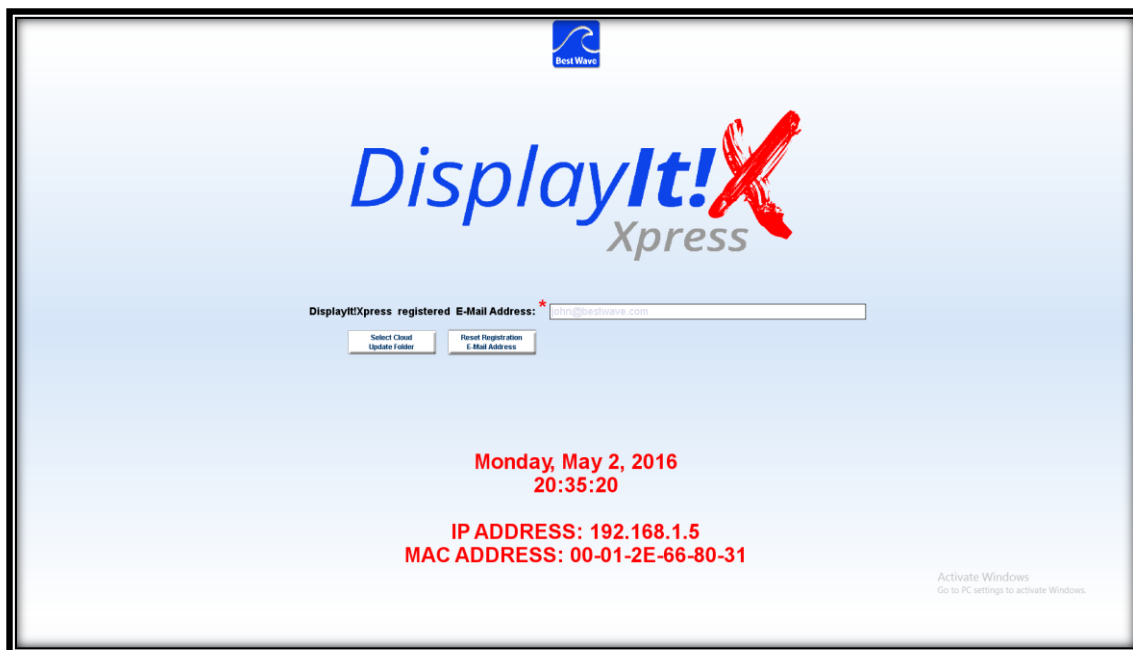 Best Wave
DisplayIt!X
Xpress
DisplayIt!Xpress registered E-Mail Address: * john@bestwave.com
Select Cloud
Update Folder
Reset Registration
E-Mail Address
Monday, May 2, 2016
20:35:20
IP ADDRESS: 192.168.1.5
MAC ADDRESS: 00-01-2E-66-80-31
Activate Windows
Go to PC settings to activate Windows.